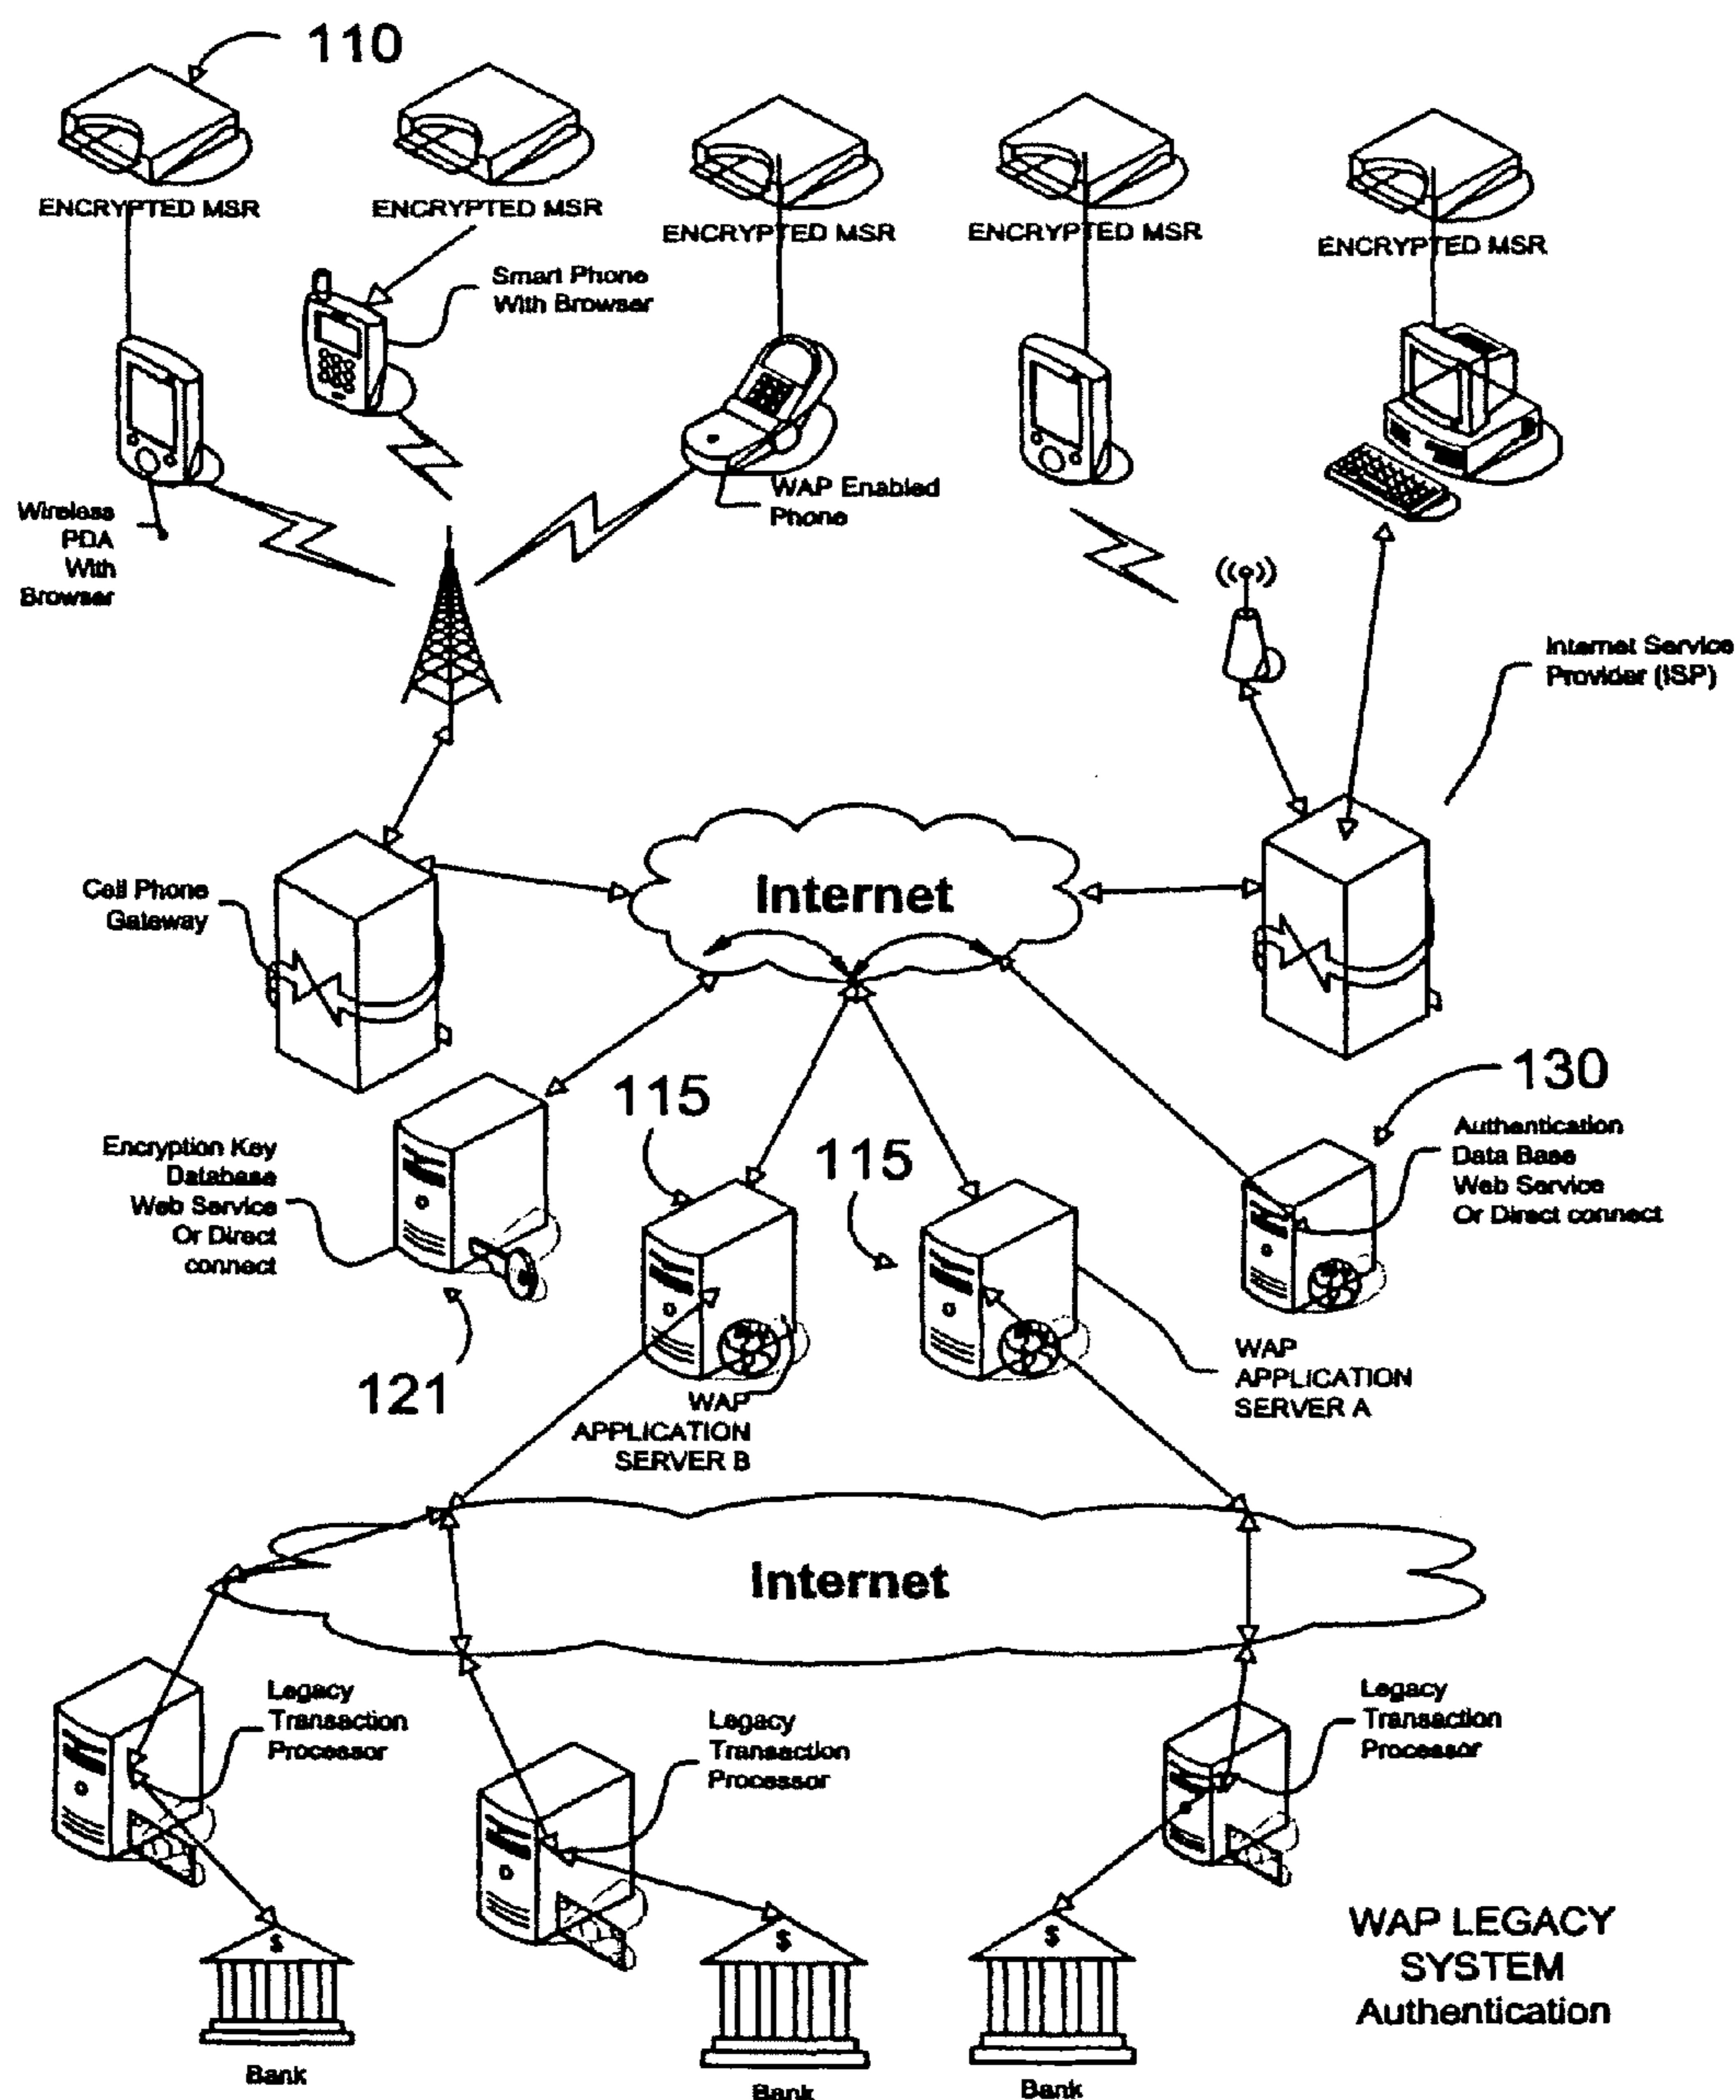 110
ENCRYPTED MSR
ENCRYPTED MSR
ENCRYPTED MSR
ENCRYPTED MSR
ENCRYPTED MSR
Smart Phone
With Browser
WAP Enabled
Phone
Wireless
PDA
With
Browser
((o))
Internet Service
Provider (ISP)
Cell Phone
Gateway
Internet
115
115
130
Encryption Key
Database
Web Service
Or Direct
connect
Authentication
Data Base
Web Service
Or Direct connect
121
WAP
APPLICATION
SERVER B
WAP
APPLICATION
SERVER A
Internet
Legacy
Transaction
Processor
Legacy
Transaction
Processor
Legacy
Transaction
Processor
$
$
$
Bank
Bank
Bank
WAP LEGACY
SYSTEM
Authentication